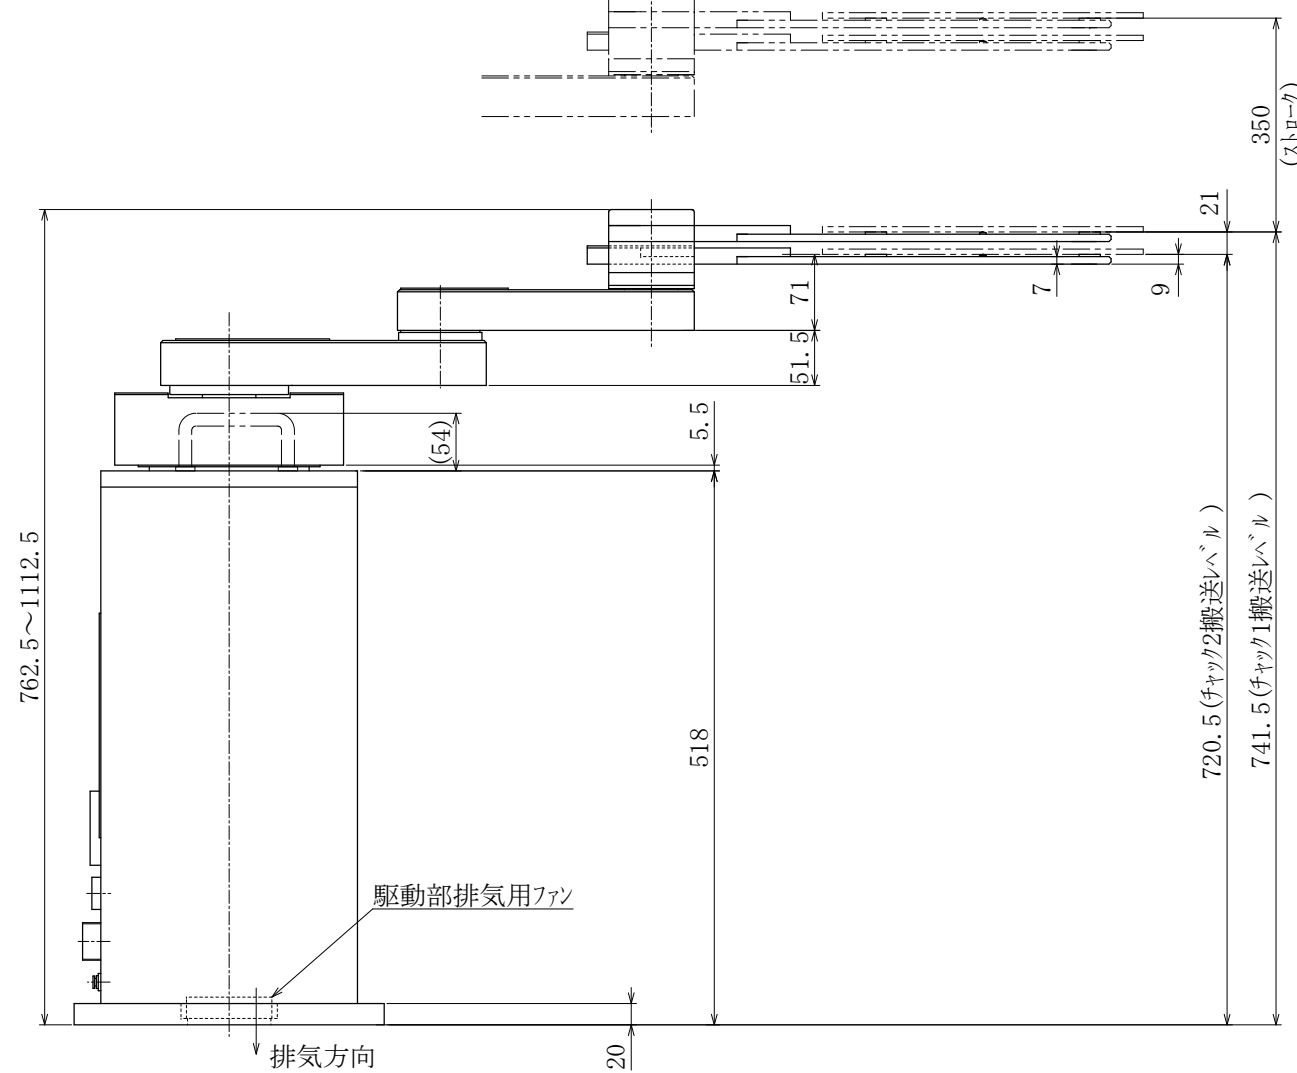 350
(ストローク)
21
71
7
9
51.5
5.5
(54)
762.5～1112.5
518
720.5(チャック2搬送レベル)
741.5(チャック1搬送レベル)
駆動部排気用ファン
20
排気方向